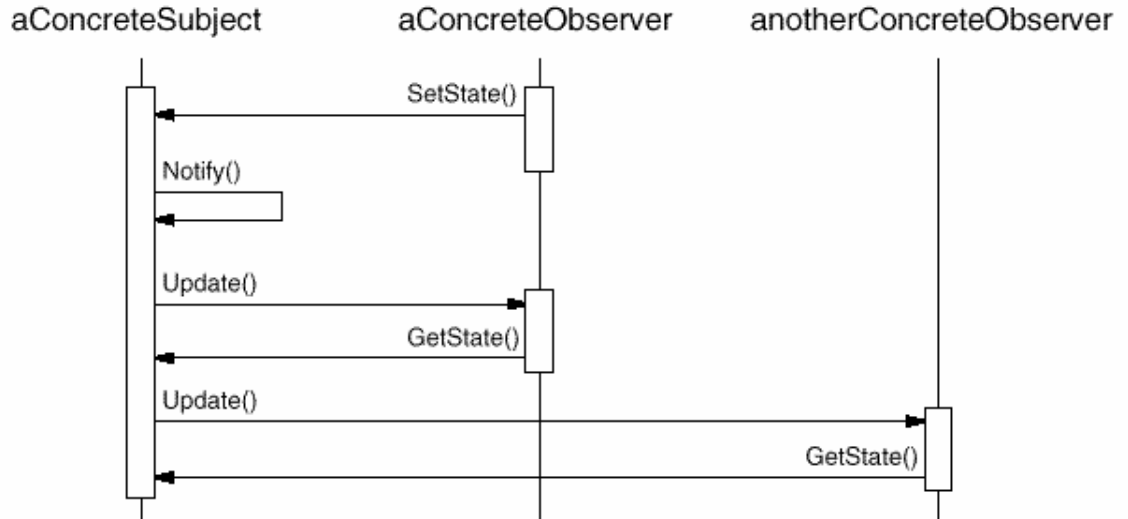 aConcreteSubject aConcreteObserver anotherConcreteObserver
SetState()
Notify()
Update()
GetState()
Update()
GetState()